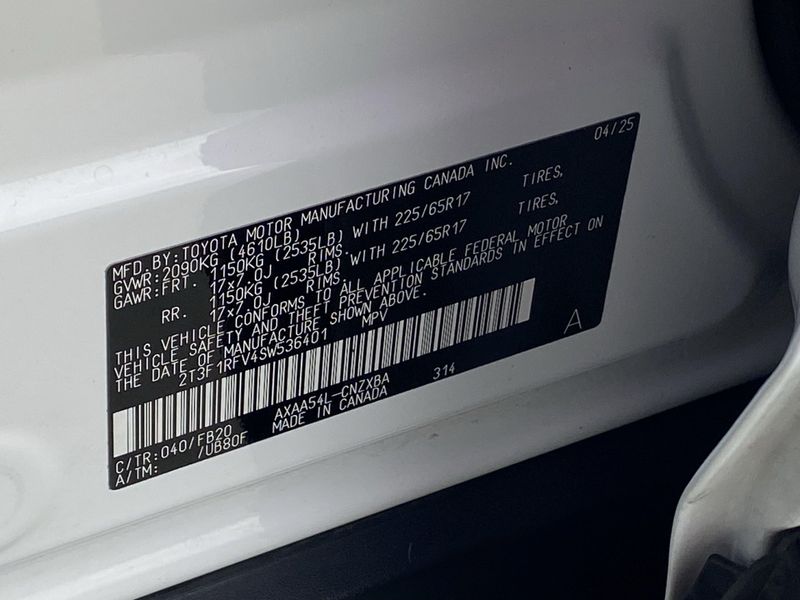 04/25
MFD.BY:TOYOTA MOTOR MANUFACTURING CANADA INC.
GVWR:2090KG (4610LB)
GAWR:FRT. 1150KG (2535LB) WITH 225/65R17 TIRES,
17x7.0J RIMS.
RR. 1150KG (2535LB) WITH 225/65R17 TIRES,
17x7.0J RIMS.
THIS VEHICLE CONFORMS TO ALL APPLICABLE FEDERAL MOTOR
VEHICLE SAFETY AND THEFT PREVENTION STANDARDS IN EFFECT ON
THE DATE OF MANUFACTURE SHOWN ABOVE.
2T3F1RFV4SW536401 MPV
A
C/TR:040/FB20 AXAA54L-CNZXBA 314
A/TM: /UB80F MADE IN CANADA